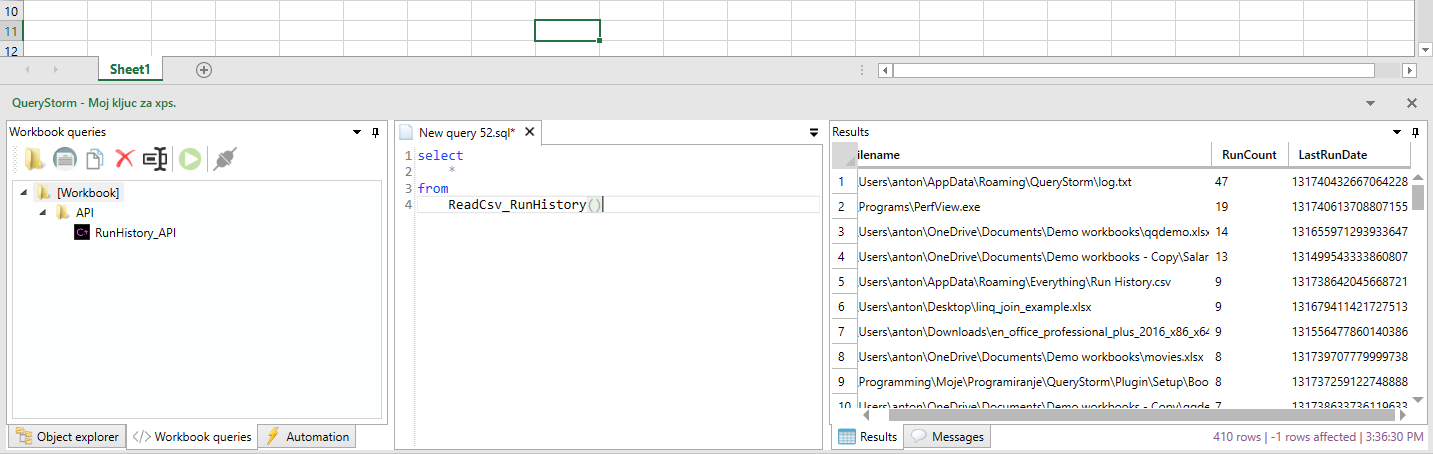 10
11
12
Sheet1
QueryStorm - Moj kljuc za xps.
Workbook queries
[Workbook]
API
C#
RunHistory_API
Object explorer
</> Workbook queries
Automation
New query 52.sql*
1 select
2 *
3 from
4 ReadCsv_RunHistory()
Results
ilename RunCount LastRunDate
1 \Users\anton\AppData\Roaming\QueryStorm\log.txt 47 131740432667064228
2 \Programs\PerfView.exe 19 131740613708807155
3 \Users\anton\OneDrive\Documents\Demo workbooks\qqdemo.xlsx 14 131655971293933647
4 \Users\anton\OneDrive\Documents\Demo workbooks - Copy\Salar 13 131499543333860807
5 \Users\anton\AppData\Roaming\Everything\Run History.csv 9 131738642045668721
6 \Users\anton\Desktop\linq_join_example.xlsx 9 131679411421727513
7 \Users\anton\Downloads\en_office_professional_plus_2016_x86_x64 9 131556477860140386
8 \Users\anton\OneDrive\Documents\Demo workbooks\movies.xlsx 8 131739707779999738
9 \Programming\Moje\Programiranje\QueryStorm\Plugin\Setup\Boo 8 131737259122748888
10 \Users\anton\OneDrive\Documents\Demo workbooks - Copy\qqde 7 131738633736119633
Results
Messages
410 rows | -1 rows affected | 3:36:30 PM